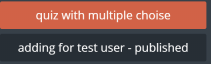 quiz with multiple choise
adding for test user - published